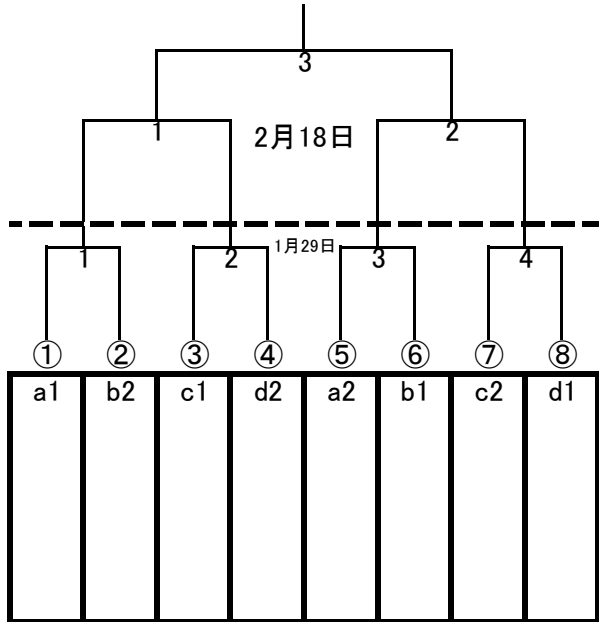 3
1 2月18日 2
1 2 1月29日 3 4
① ② ③ ④ ⑤ ⑥ ⑦ ⑧
a1 b2 c1 d2 a2 b1 c2 d1